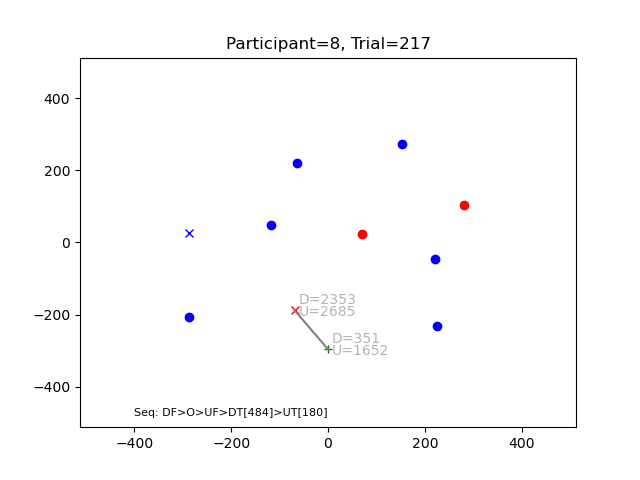 Participant=8, Trial=217
400
200
0
−200
−400
D=2353
U=2685
D=351
U=1652
Seq: DF>O>UF>DT[484]>UT[180]
−400 −200 0 200 400